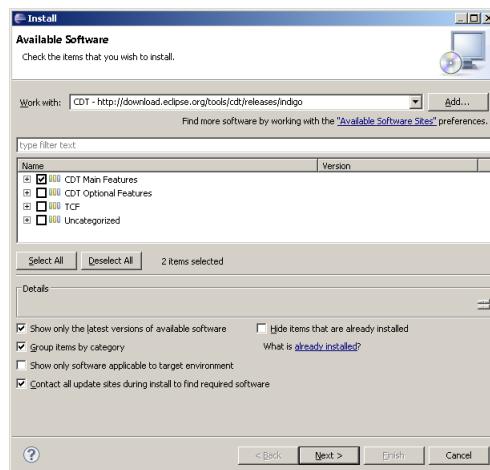 Install
Available Software
Check the items that you wish to install.
Work with: CDT - http://download.eclipse.org/tools/cdt/releases/indigo Add...
Find more software by working with the "Available Software Sites" preferences.
type filter text
Name Version
CDT Main Features
CDT Optional Features
TCF
Uncategorized
Select All Deselect All 2 items selected
Details
Show only the latest versions of available software Hide items that are already installed
Group items by category What is already installed?
Show only software applicable to target environment
Contact all update sites during install to find required software
? < Back Next > Finish Cancel